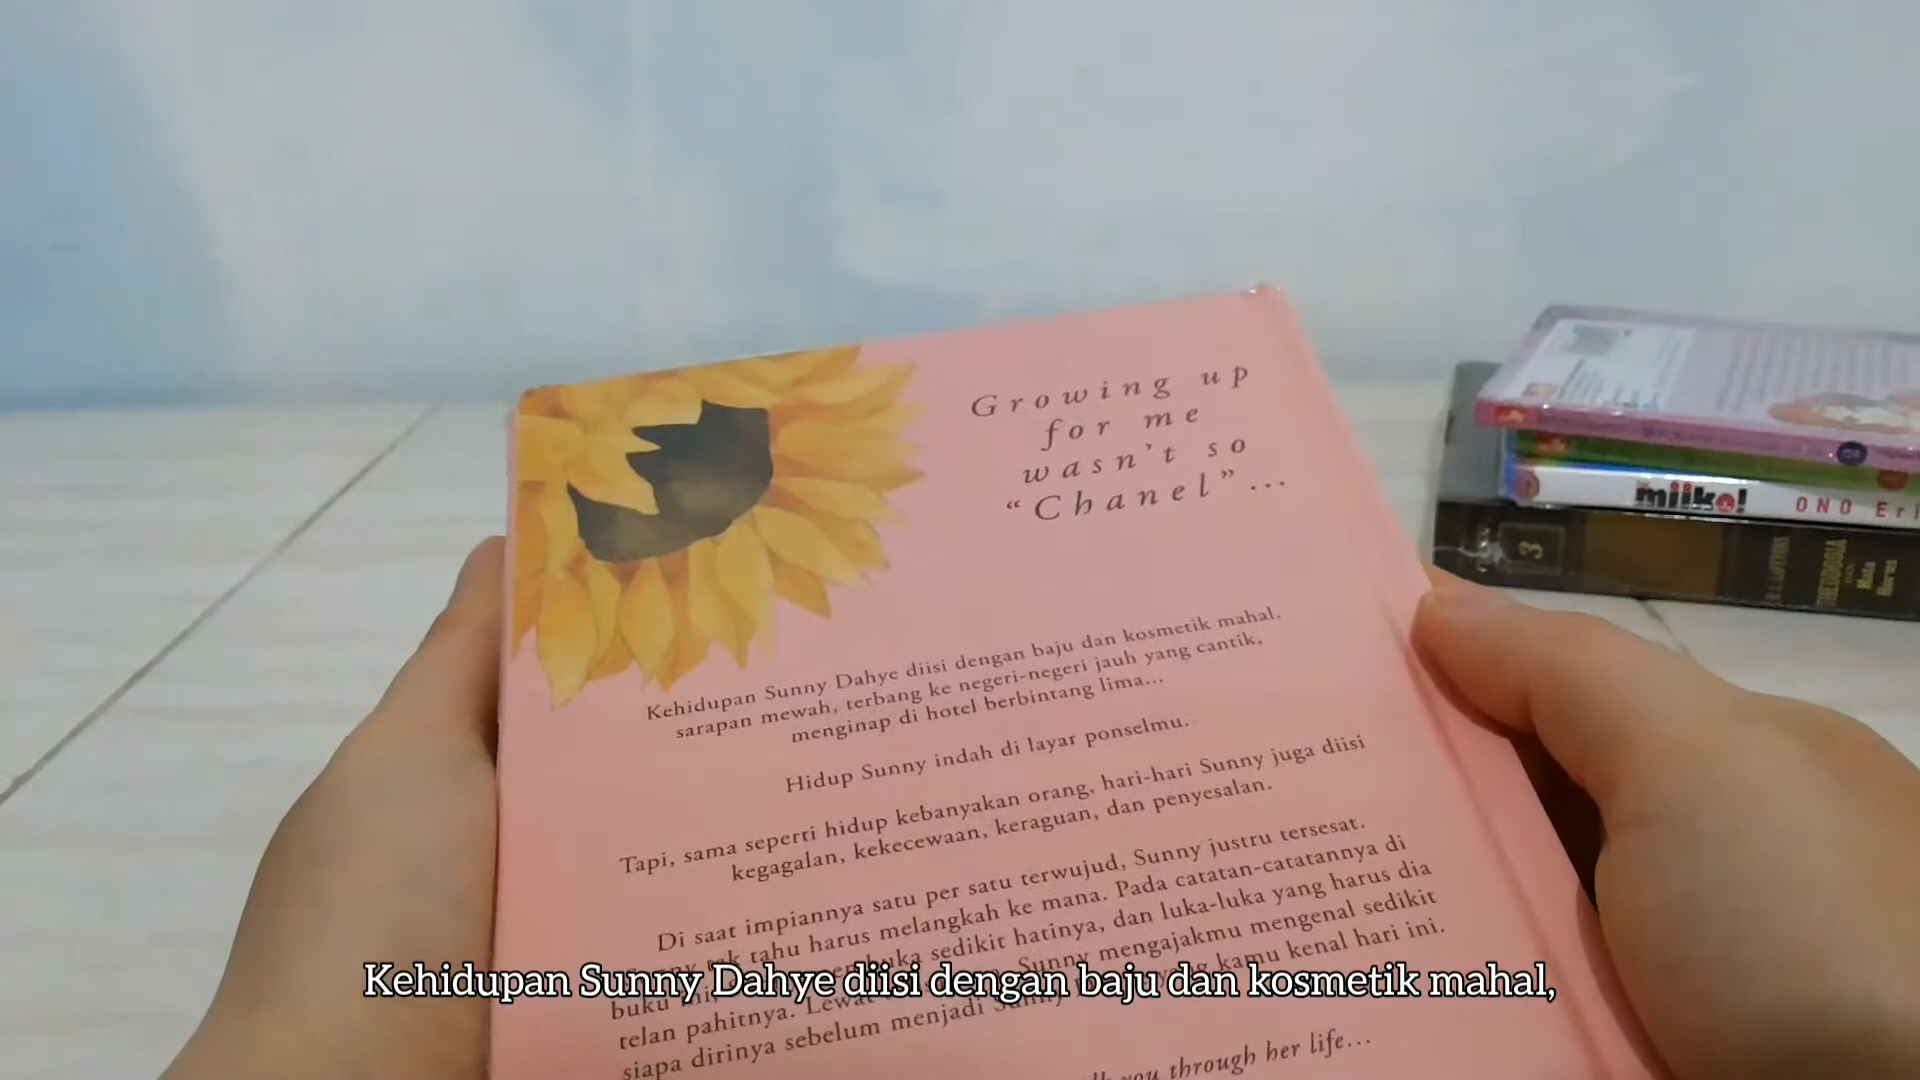 Growing up
for me
wasn't so
“Chanel”...
Kehidupan Sunny Dahye diisi dengan baju dan kosmetik mahal,
sarapan mewah, terbang ke negeri-negeri jauh yang cantik,
menginap di hotel berbintang lima...
Hidup Sunny indah di layar ponselmu.
Tapi, sama seperti hidup kebanyakan orang, hari-hari Sunny juga diisi
kegagalan, kekecewaan, keraguan, dan penyesalan.
Di saat impiannya satu per satu terwujud, Sunny justru tersesat.
tak tahu harus melangkah ke mana. Pada catatan-catatannya di
buku sedikit hatinya, dan luka-luka yang harus dia
telan pahitnya. Sunny mengajakmu mengenal sedikit
siapa dirinya sebelum menjadi kamu kenal hari ini.
you through her life...
Kehidupan Sunny Dahye diisi dengan baju dan kosmetik mahal,
miiko!
ONO Eri
3
THEODOSIA
Mata
Horus